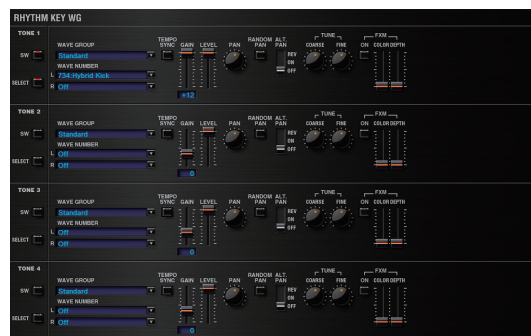 RHYTHM KEY WG
TONE 1
WAVE GROUP TEMPO SYNC GAIN LEVEL PAN RANDOM PAN ALT. PAN TUNE COARSE FINE FXM ON COLOR DEPTH
SW Standard REV
WAVE NUMBER ON
L 734:Hybrid Kick OFF
SELECT R Off
+12
TONE 2
WAVE GROUP TEMPO SYNC GAIN LEVEL PAN RANDOM PAN ALT. PAN TUNE COARSE FINE FXM ON COLOR DEPTH
SW Standard REV
WAVE NUMBER ON
L Off OFF
SELECT R Off
0
TONE 3
WAVE GROUP TEMPO SYNC GAIN LEVEL PAN RANDOM PAN ALT. PAN TUNE COARSE FINE FXM ON COLOR DEPTH
SW Standard REV
WAVE NUMBER ON
L Off OFF
SELECT R Off
0
TONE 4
WAVE GROUP TEMPO SYNC GAIN LEVEL PAN RANDOM PAN ALT. PAN TUNE COARSE FINE FXM ON COLOR DEPTH
SW Standard REV
WAVE NUMBER ON
L Off OFF
SELECT R Off
0